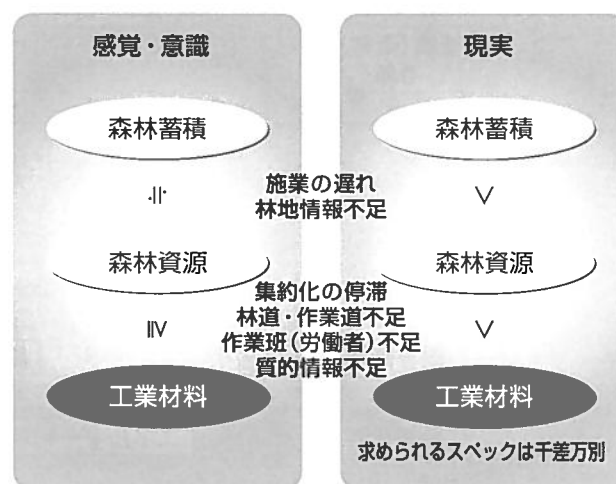 感覚・意識
森林蓄積
≒
森林資源
≧
工業材料
施業の遅れ
林地情報不足
集約化の停滞
林道・作業道不足
作業班（労働者）不足
質的情報不足
現実
森林蓄積
＞
森林資源
＞
工業材料
求められるスペックは千差万別